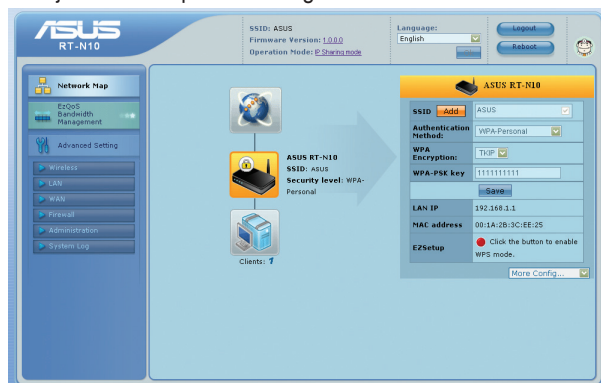 ASUS
RT-N10
SSID: ASUS
Firmware Version: 1.0.0.0
Operation Mode: IP Sharing mode
Language:
English
Logout
Reboot
Network Map
EzQoS
Bandwidth
Management
Advanced Setting
Wireless
LAN
WAN
Firewall
Administration
System Log
ASUS RT-N10
SSID: ASUS
Security level: WPA-
Personal
Clients: 1
ASUS RT-N10
SSID Add ASUS
Authentication
Method: WPA-Personal
WPA
Encryption: TKIP
WPA-PSK key 1111111111
Save
LAN IP 192.168.1.1
MAC address 00:1A:2B:3C:EE:25
EZSetup Click the button to enable
WPS mode.
More Config...